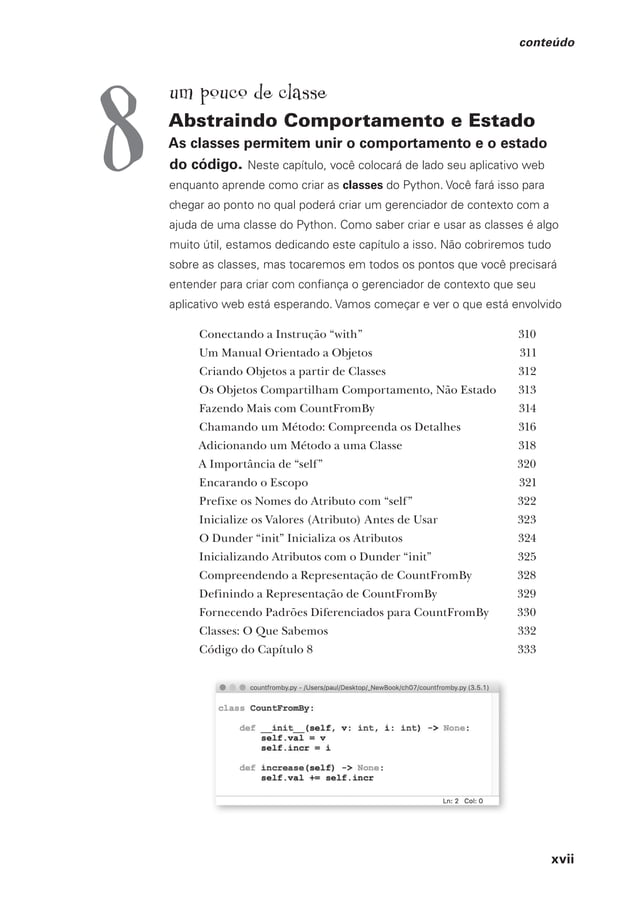 conteúdo
8
um pouco de classe
Abstraindo Comportamento e Estado
As classes permitem unir o comportamento e o estado
do código. Neste capítulo, você colocará de lado seu aplicativo web
enquanto aprende como criar as classes do Python. Você fará isso para
chegar ao ponto no qual poderá criar um gerenciador de contexto com a
ajuda de uma classe do Python. Como saber criar e usar as classes é algo
muito útil, estamos dedicando este capítulo a isso. Não cobriremos tudo
sobre as classes, mas tocaremos em todos os pontos que você precisará
entender para criar com confiança o gerenciador de contexto que seu
aplicativo web está esperando. Vamos começar e ver o que está envolvido
Conectando a Instrução “with” 310
Um Manual Orientado a Objetos 311
Criando Objetos a partir de Classes 312
Os Objetos Compartilham Comportamento, Não Estado 313
Fazendo Mais com CountFromBy 314
Chamando um Método: Compreenda os Detalhes 316
Adicionando um Método a uma Classe 318
A Importância de “self” 320
Encarando o Escopo 321
Prefixe os Nomes do Atributo com “self” 322
Inicialize os Valores (Atributo) Antes de Usar 323
O Dunder “init” Inicializa os Atributos 324
Inicializando Atributos com o Dunder “init” 325
Compreendendo a Representação de CountFromBy 328
Definindo a Representação de CountFromBy 329
Fornecendo Padrões Diferenciados para CountFromBy 330
Classes: O Que Sabemos 332
Código do Capítulo 8 333
countfromby.py - /Users/paul/Desktop/_NewBook/ch07/countfromby.py (3.5.1)
class CountFromBy:
def __init__(self, v: int, i: int) -> None:
self.val = v
self.incr = i
def increase(self) -> None:
self.val += self.incr
Ln: 2 Col: 0
xvii